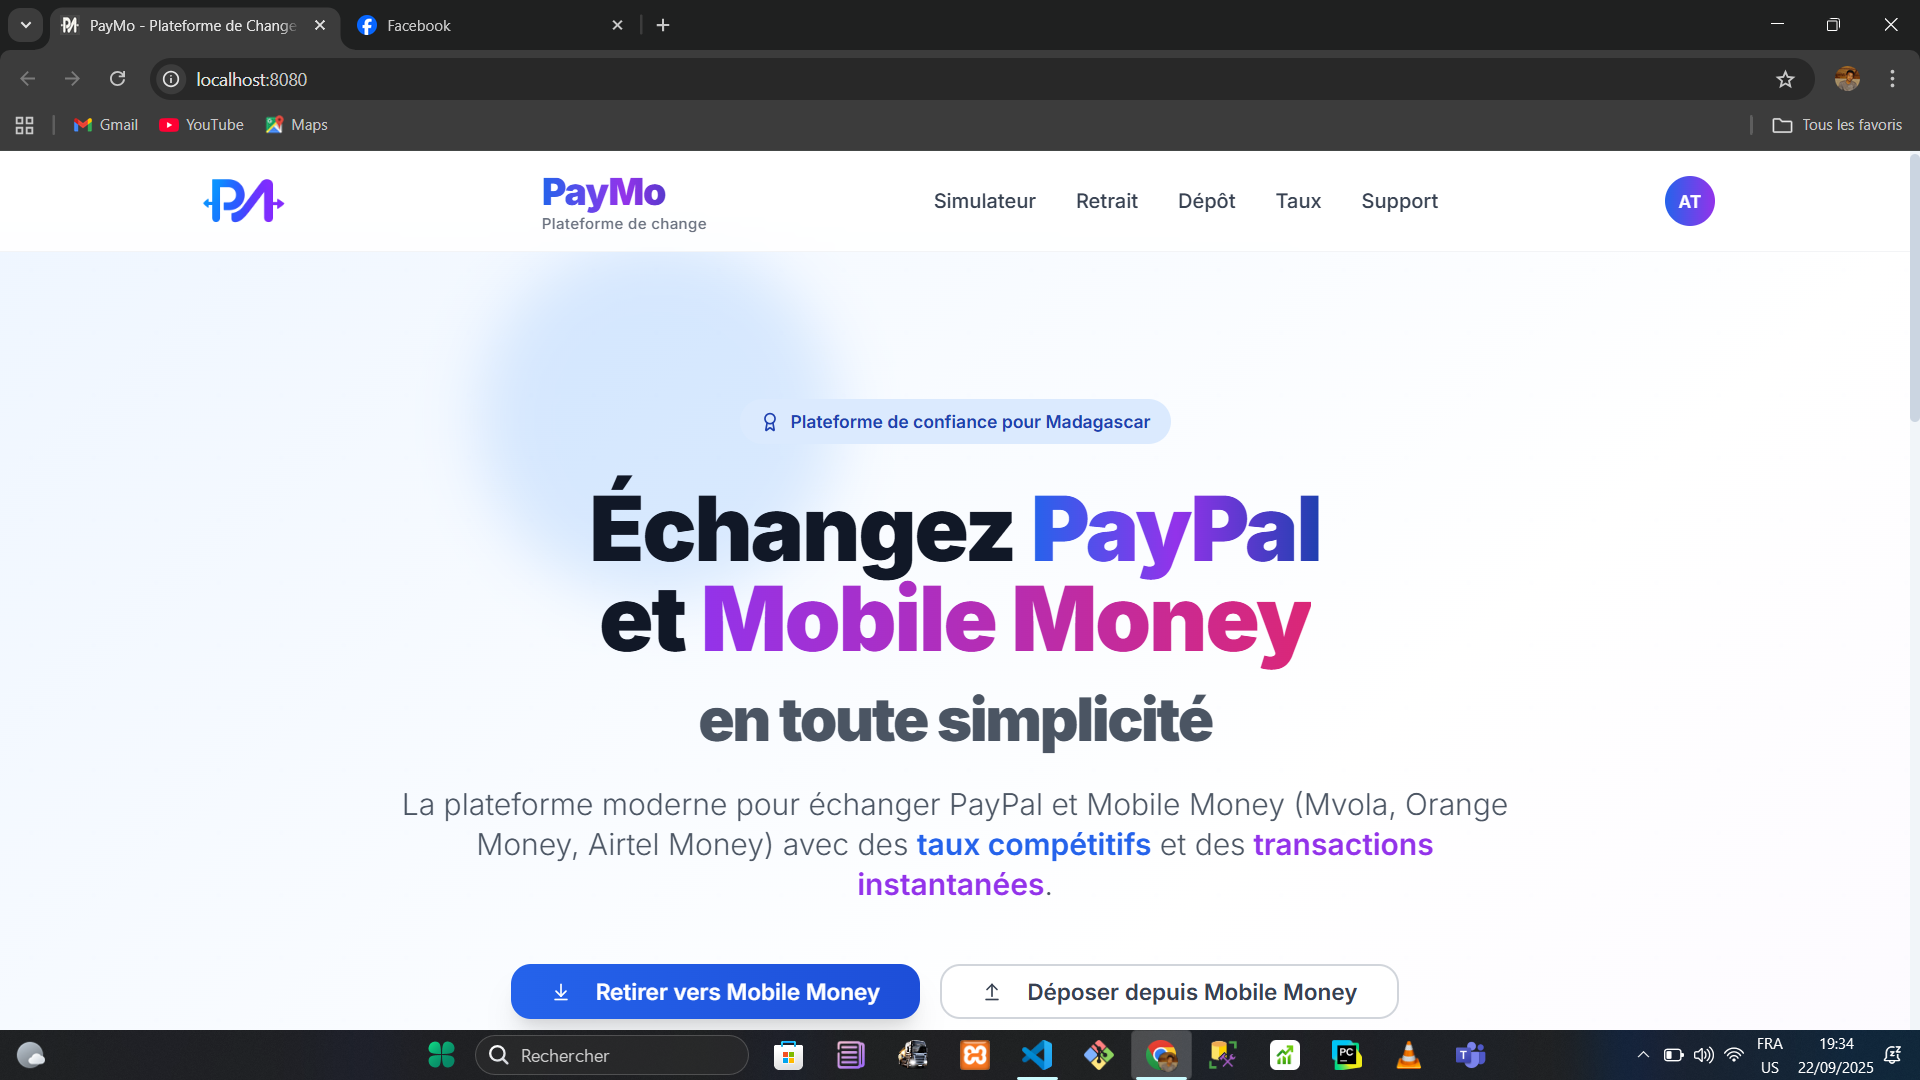 PayMo - Plateforme de Change
Facebook
localhost:8080
Gmail
YouTube
Maps
Tous les favoris
PayMo
Plateforme de change
Simulateur
Retrait
Dépôt
Taux
Support
AT
Plateforme de confiance pour Madagascar
Échangez PayPal
et Mobile Money
en toute simplicité
La plateforme moderne pour échanger PayPal et Mobile Money (Mvola, Orange
Money, Airtel Money) avec des taux compétitifs et des transactions
instantanées.
Retirer vers Mobile Money
Déposer depuis Mobile Money
Rechercher
PC
T
FRA
US
19:34
22/09/2025